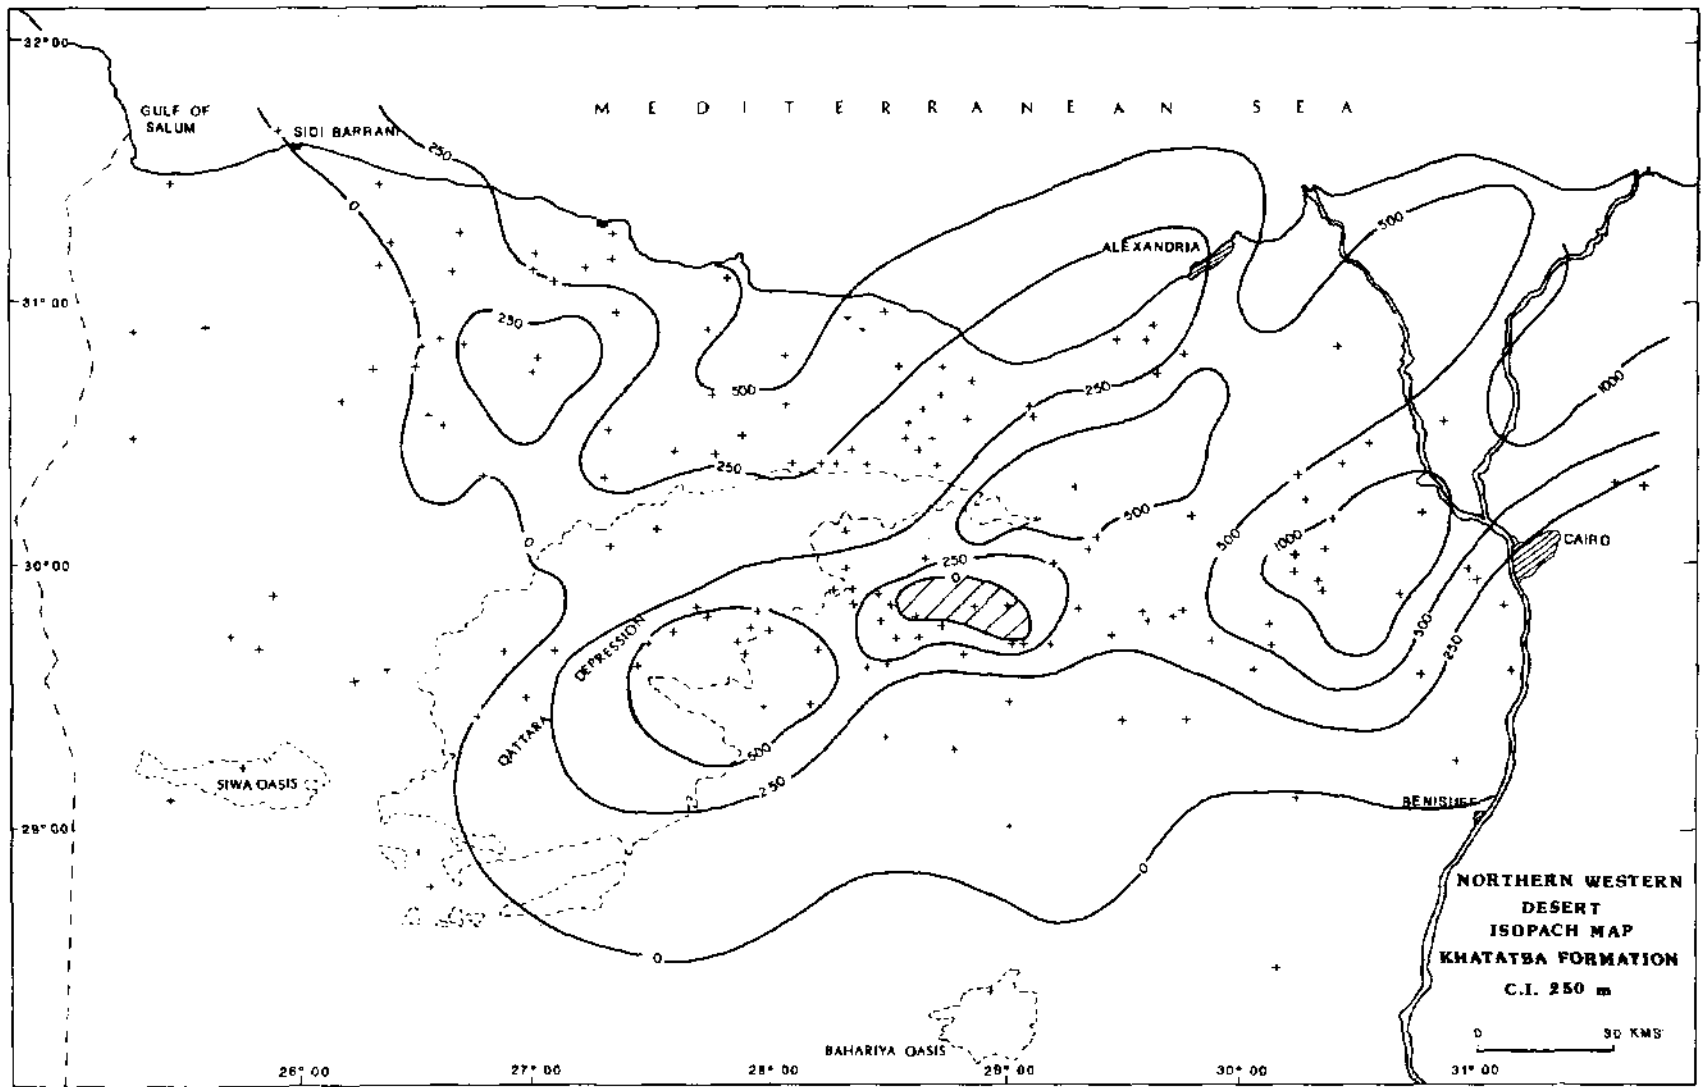 32°00
GULF OF
SALUM
SIDI BARRANI
MEDITERRANEAN SEA
250
0
500
ALEXANDRIA
31°00
250
500
250
1000
250
500
0
500
1000
500
CAIRO
30°00
250
0
DEPRESSION
500
250
QATTARA
500
250
SIWA OASIS
29°00
0
0
NORTHERN WESTERN
DESERT
ISOPACH MAP
KHATATBA FORMATION
C.I. 250 m
0 30 KMS
BAHARIYA OASIS
26°00 27°00 28°00 29°00 30°00 31°00